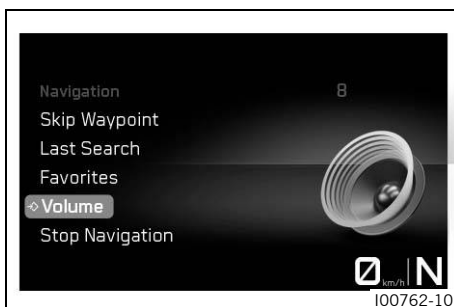 Navigation 8
Skip Waypoint
Last Search
Favorites
Volume
Stop Navigation
0 km/h N
I00762-10